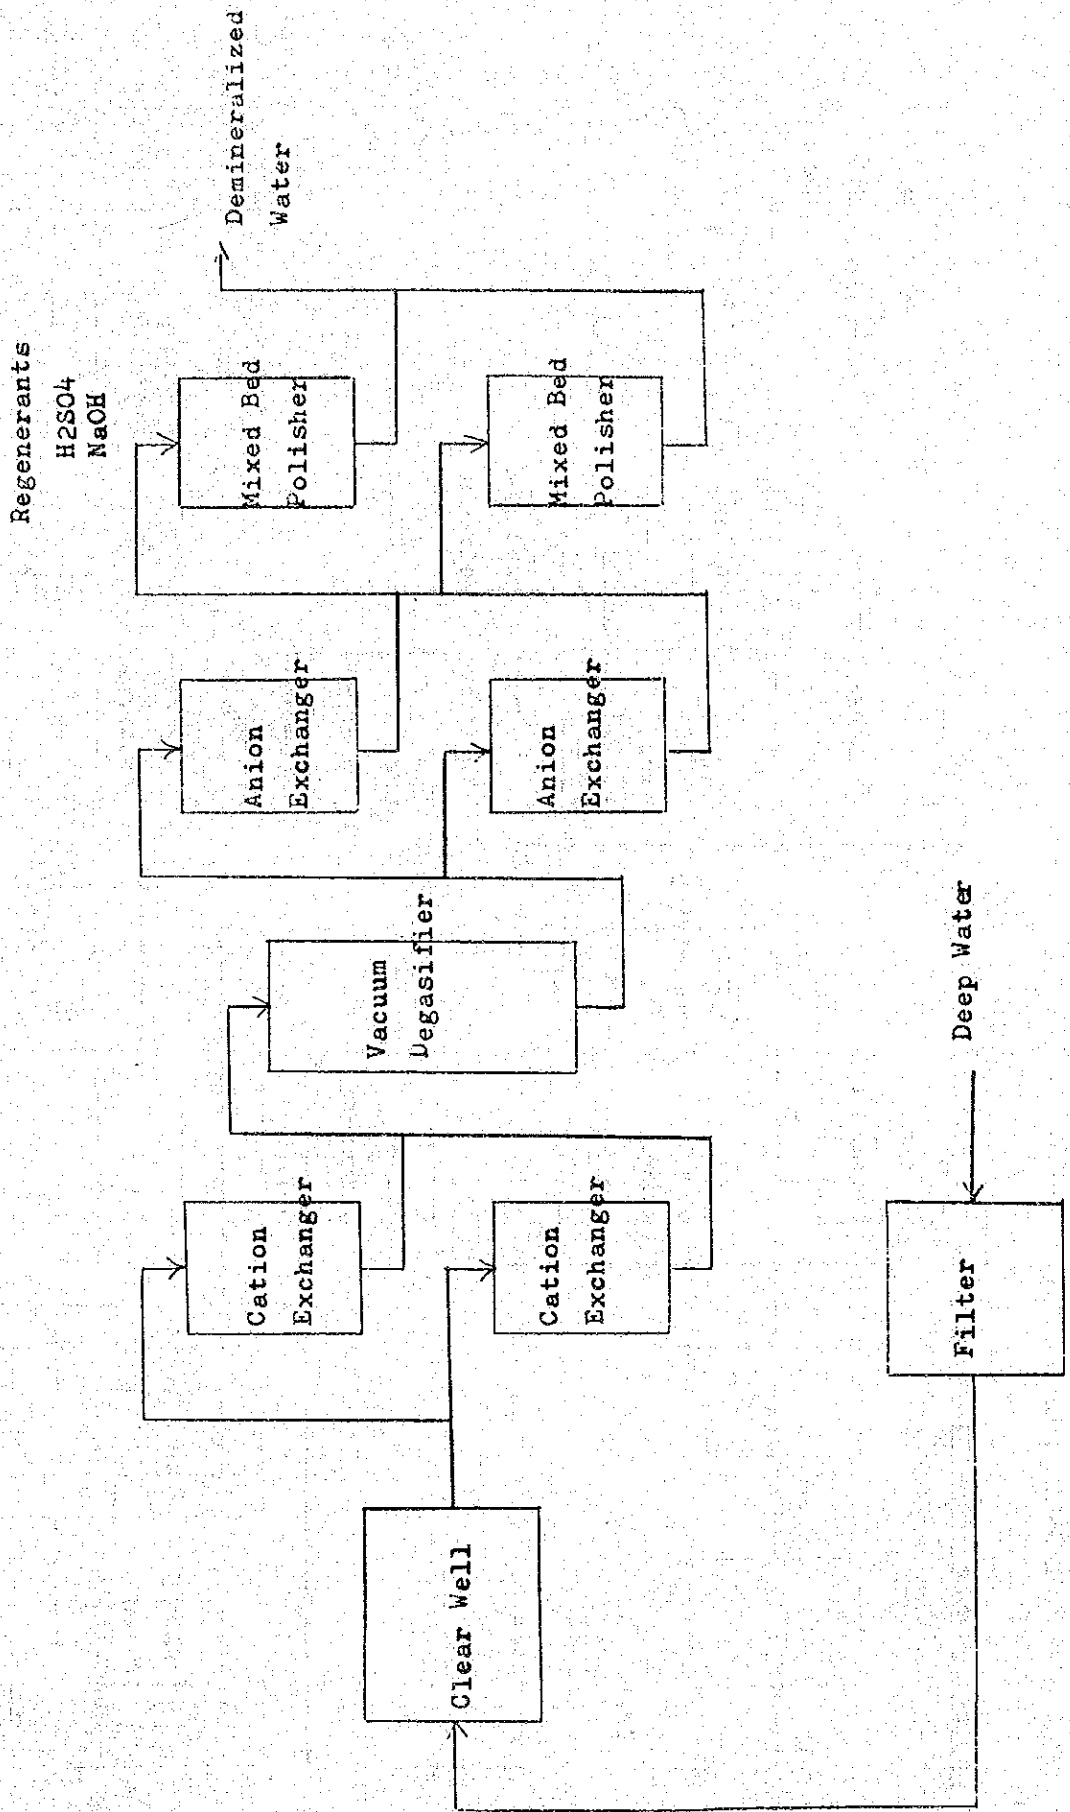 Regenerants
H2SO4
NaOH
Demineralized
Water
Mixed Bed
Polisher
Mixed Bed
Polisher
Anion
Exchanger
Anion
Exchanger
Vacuum
Degasifier
Cation
Exchanger
Cation
Exchanger
Clear Well
Deep Water
Filter